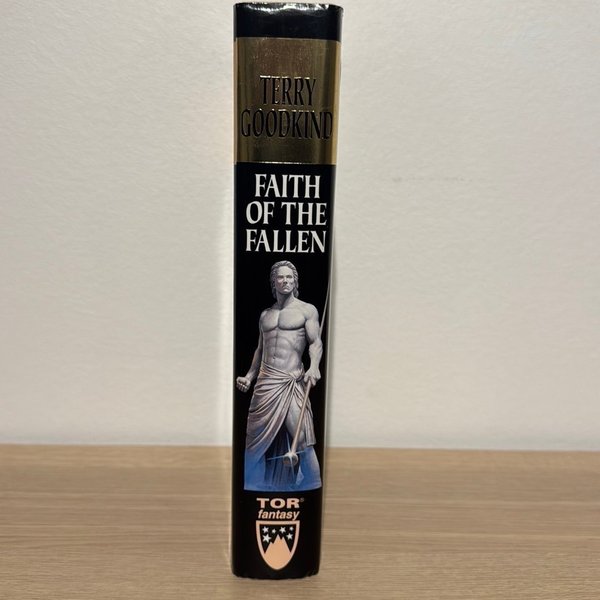 TERRY
GOODKIND
FAITH
OF THE
FALLEN
TOR®
fantasy